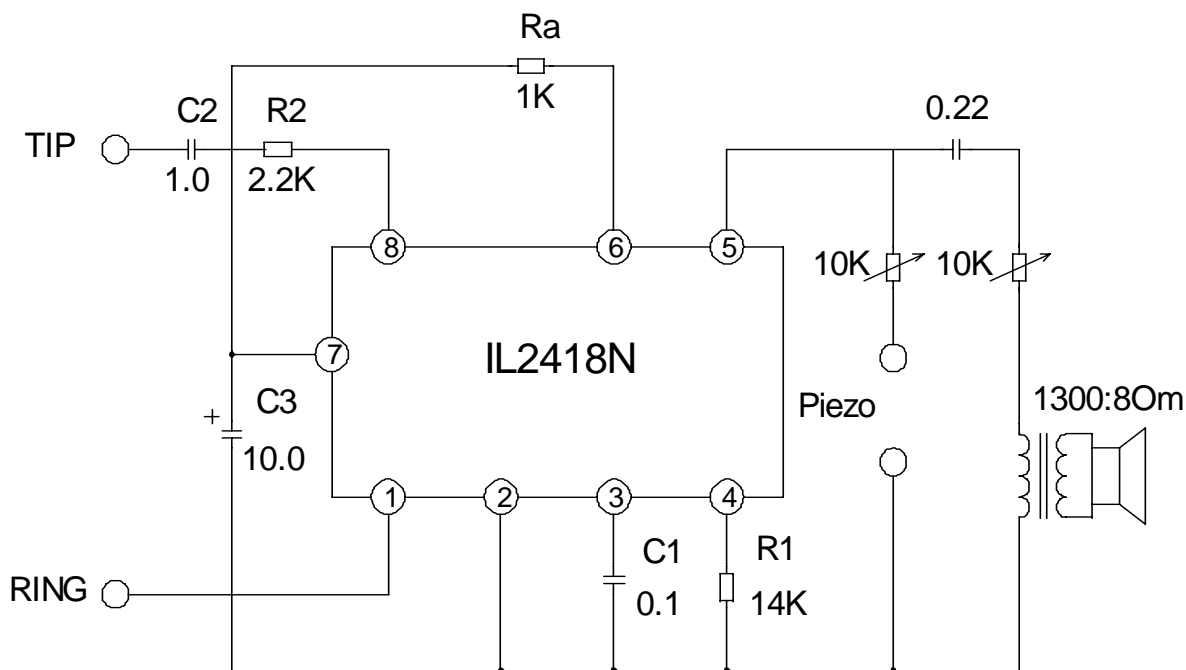 Ra
1K
C2
R2
0.22
TIP
1.0
2.2K
8
6
5
10K
10K
7
IL2418N
C3
+
10.0
Piezo
1300:8Om
1
2
3
4
C1
R1
RING
0.1
14K